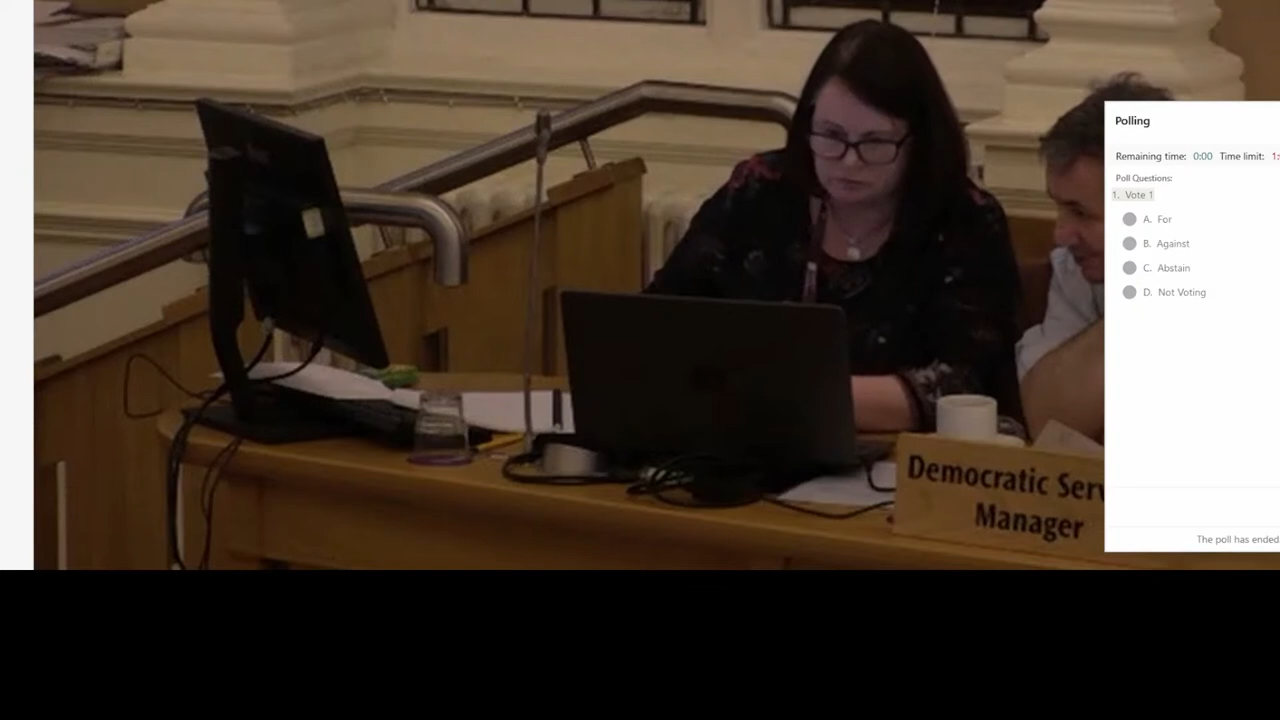 Polling
Remaining time: 0:00 Time limit:
Poll Questions:
1. Vote 1
A. For
B. Against
C. Abstain
D. Not Voting
Democratic
Manager
The poll has ended